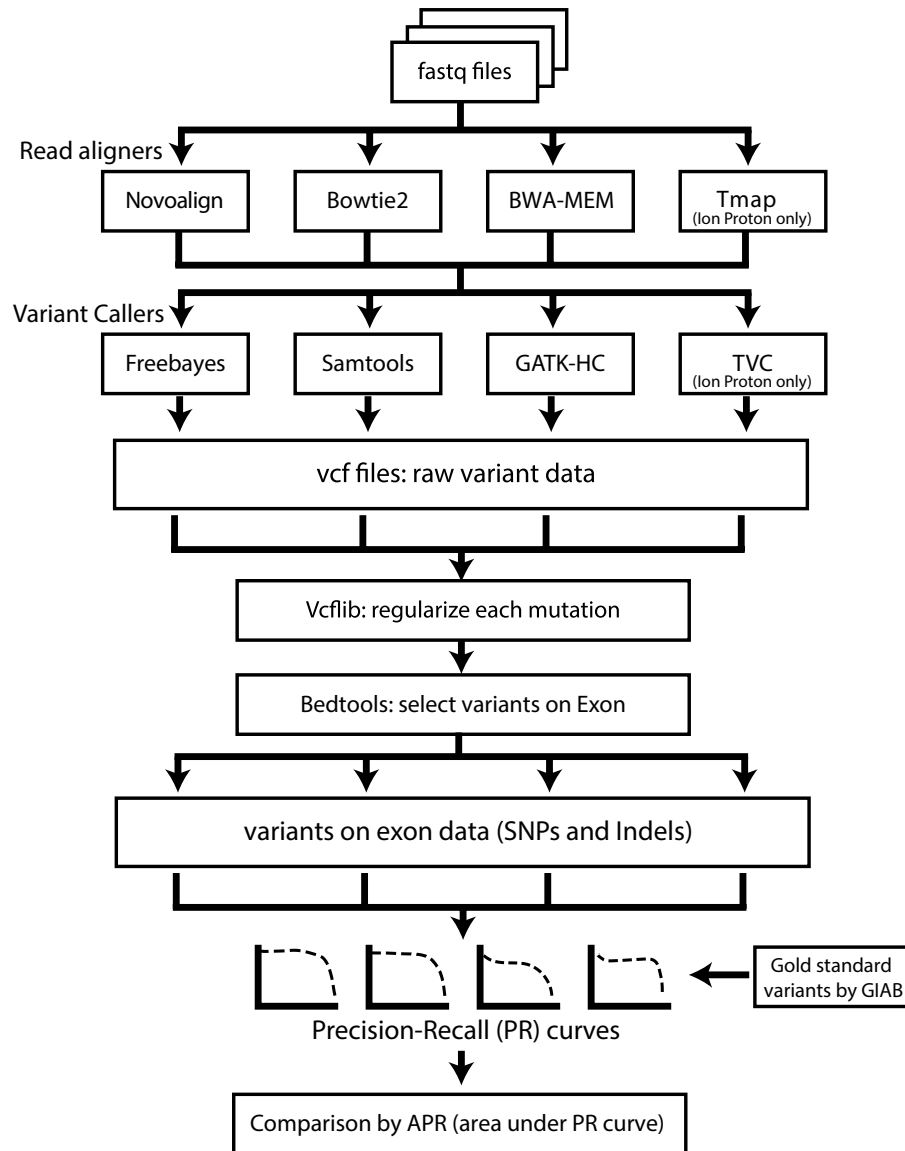 fastq files
Read aligners
Novoalign
Bowtie2
BWA-MEM
Tmap
(Ion Proton only)
Variant Callers
Freebayes
Samtools
GATK-HC
TVC
(Ion Proton only)
vcf files: raw variant data
Vcflib: regularize each mutation
Bedtools: select variants on Exon
variants on exon data (SNPs and Indels)
Gold standard
variants by GIAB
Precision-Recall (PR) curves
Comparison by APR (area under PR curve)